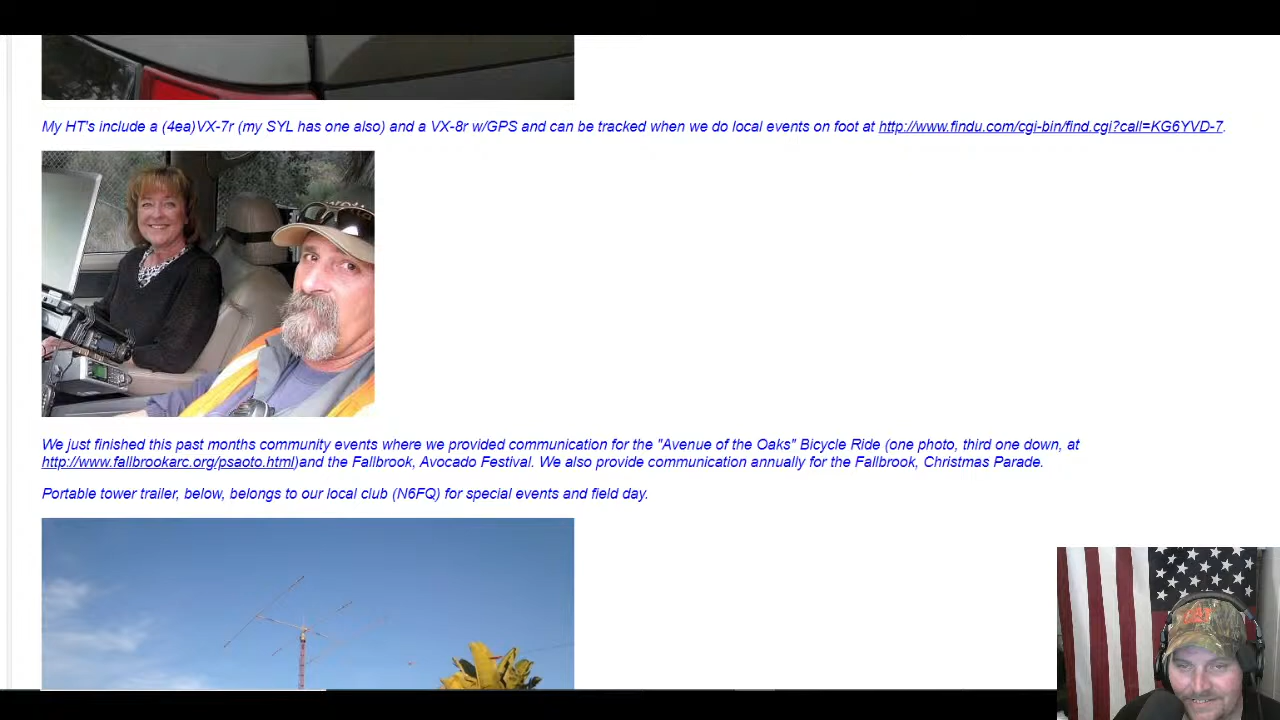 My HT's include a (4ea)VX-7r (my SYL has one also) and a VX-8r w/GPS and can be tracked when we do local events on foot at http://www.findu.com/cgi-bin/find.cgi?call=KG6YVD-7.
We just finished this past months community events where we provided communication for the "Avenue of the Oaks" Bicycle Ride (one photo, third one down, at
http://www.fallbrookarc.org/psaoto.html)and the Fallbrook, Avocado Festival. We also provide communication annually for the Fallbrook, Christmas Parade.
Portable tower trailer, below, belongs to our local club (N6FQ) for special events and field day.